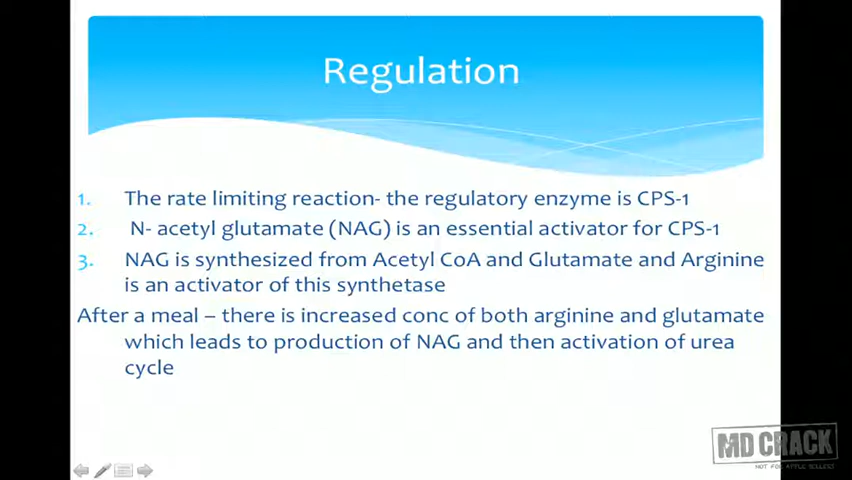 Regulation
1. The rate limiting reaction- the regulatory enzyme is CPS-1
2. N- acetyl glutamate (NAG) is an essential activator for CPS-1
3. NAG is synthesized from Acetyl CoA and Glutamate and Arginine
is an activator of this synthetase
After a meal – there is increased conc of both arginine and glutamate
which leads to production of NAG and then activation of urea
cycle
MD CRACK